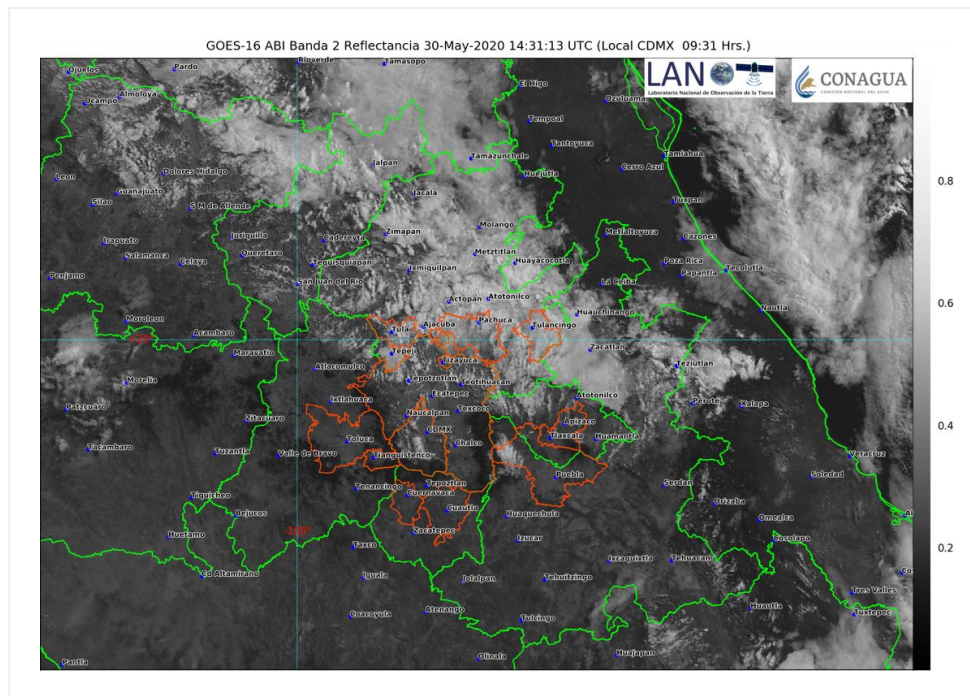 GOES-16 ABI Banda 2 Reflectancia 30-May-2020 14:31:13 UTC (Local CDMX  09:31 Hrs.)
LAN
Laboratorio Nacional de Observación de la Tierra
CONAGUA
COMISIÓN NACIONAL DEL AGUA
Rioverde
Tamasopo
Pardo
Ojuelos
El Higo
Almoloya
Ocampo
Ozuluama
Tempoal
Tantoyuca
Tamiahua
Tamazunchale
Jalpan
Cerro Azul
Dolores Hidalgo
Huejutla
Leon
0.8
Guanajuato
Jacala
Silao
S M de Allende
Tuxpan
Molango
Zimapan
Metlaltoyuca
Juriquilla
Cadereyta
Cazones
Irapuato
Salamanca
Queretaro
Metztitlan
Huayacocotla
Celaya
Tequisquiapan
Ixmiquilpan
Poza Rica
Tecolutla
Papantla
Penjamo
San Juan del Rio
La Ceiba
Actopan
Atotonilco
0.6
Nautla
Huauchinango
Moroleon
Pachuca
Ajacuba
Tula
Tulancingo
Acambaro
Zacatlan
Maravatio
Tepeji
Tizayuca
Teziutlan
Atlacomulco
Morelia
Tepotzotlan
Teotihuacan
Ecatepec
Atotonilco
Ixtlahuaca
Perote
Xalapa
Patzcuaro
Naucalpan
Texcoco
Zitacuaro
Apizaco
0.4
CDMX
Toluca
Chalco
Tlaxcala
Huamantla
Tacambaro
Tuzantla
Valle de Bravo
Tianguistenco
Veracruz
Puebla
Soledad
Tenancingo
Tepoztlan
Serdan
Cuernavaca
Tiquicheo
Orizaba
Cuautla
Bejucos
Huaquechula
Omealca
-100°
Zacatepec
Huetamo
Izucar
Cosolapa
Taxco
0.2
Ixcaquixtla
Tehuacan
Cd Altamirano
Iguala
Jolalpan
Tehuitzingo
Tres Valles
Huautla
Atenango
Coacoyula
Tulcingo
Tuxtepec
Pantla
Olinala
Huajapan